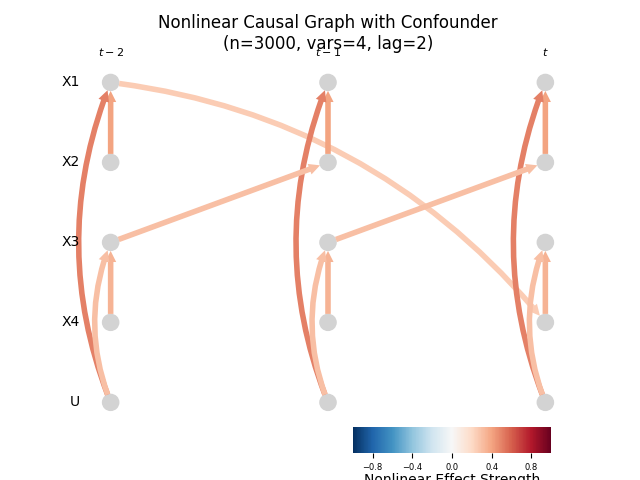 Nonlinear Causal Graph with Confounder
(n=3000, vars=4, lag=2)
t − 2
t − 1
t
X1
X2
X3
X4
U
−0.8 −0.4 0.0 0.4 0.8
Nonlinear Effect Strength